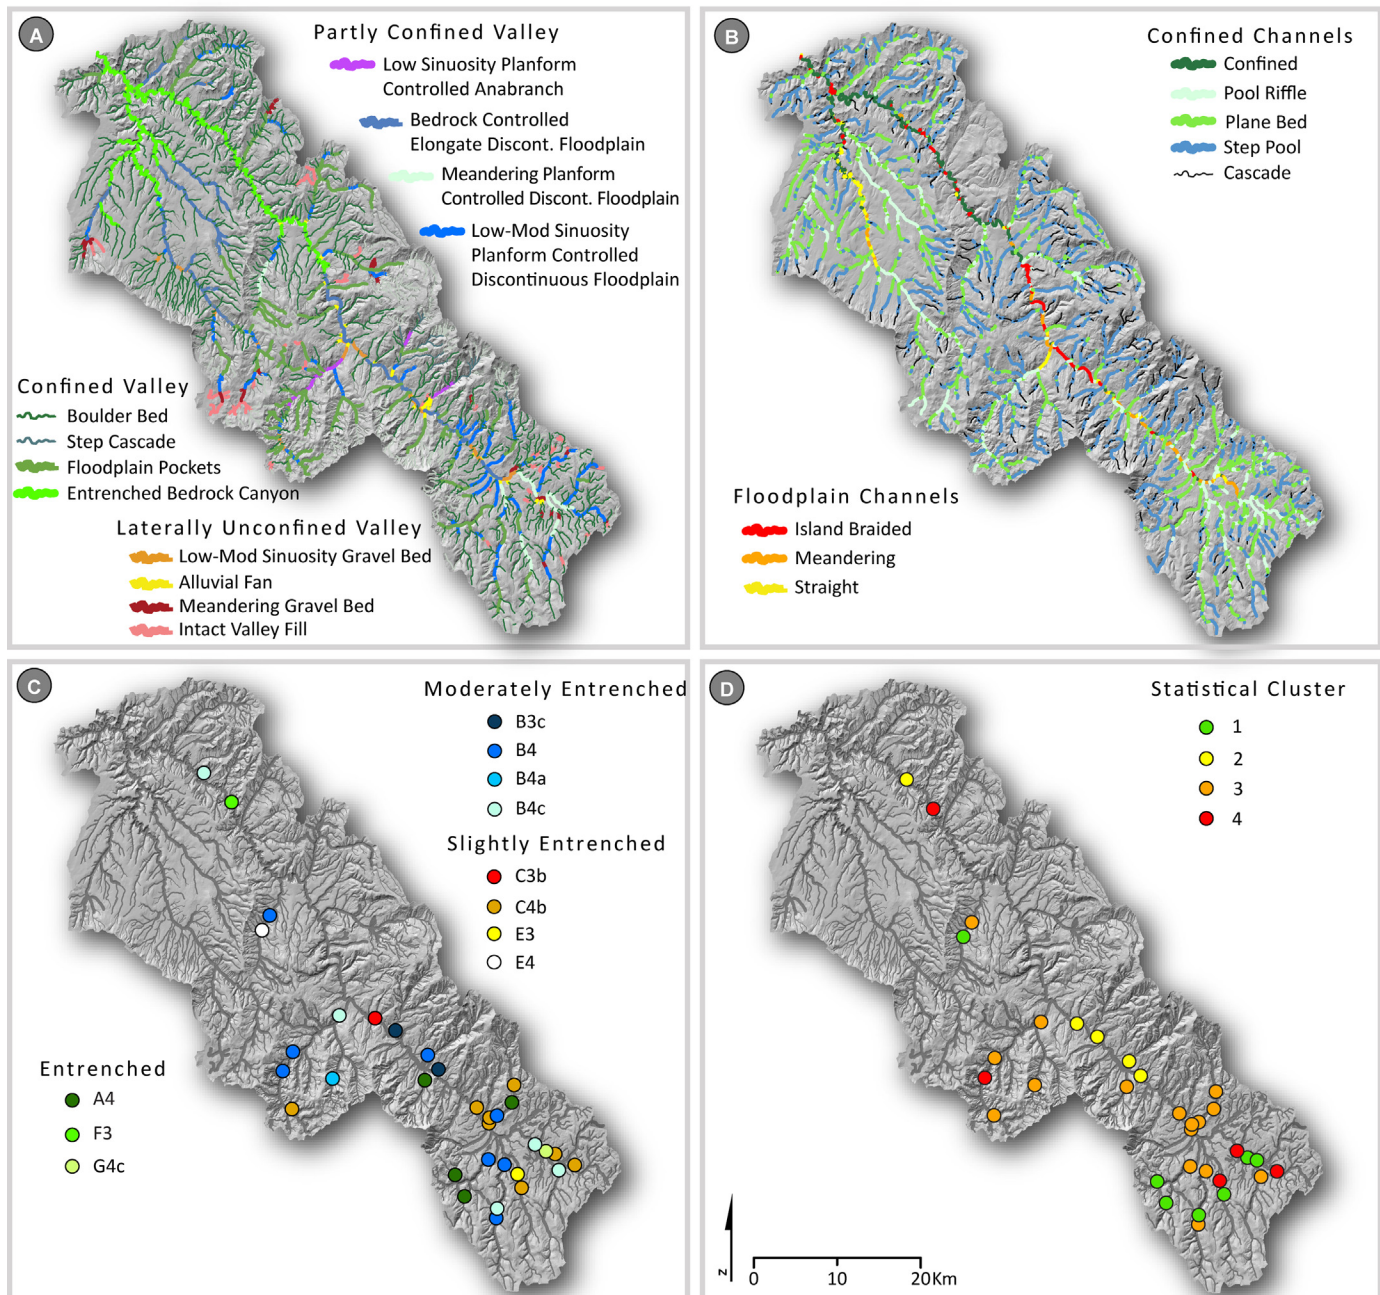 A
Partly Confined Valley
Low Sinuosity Planform
Controlled Anabranch
Bedrock Controlled
Elongate Discont. Floodplain
Meandering Planform
Controlled Discont. Floodplain
Low-Mod Sinuosity
Planform Controlled
Discontinuous Floodplain
Confined Valley
Boulder Bed
Step Cascade
Floodplain Pockets
Entrenched Bedrock Canyon
Laterally Unconfined Valley
Low-Mod Sinuosity Gravel Bed
Alluvial Fan
Meandering Gravel Bed
Intact Valley Fill
B
Confined Channels
Confined
Pool Riffle
Plane Bed
Step Pool
Cascade
Floodplain Channels
Island Braided
Meandering
Straight
C
Moderately Entrenched
B3c
B4
B4a
B4c
Slightly Entrenched
C3b
C4b
E3
E4
Entrenched
A4
F3
G4c
D
Statistical Cluster
1
2
3
4
N
0 10 20Km